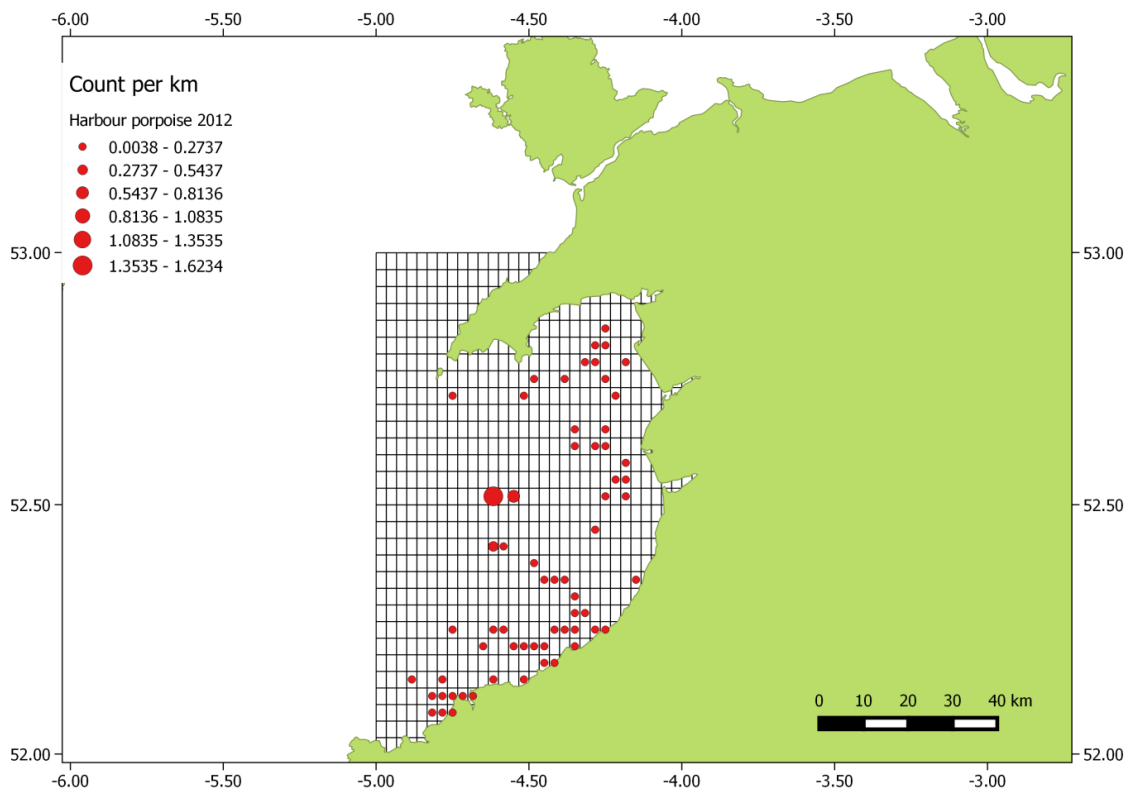 -6.00 -5.00 -5.00 -4.50 -4.00 -3.50 -3.00
Count per km
Harbour porpoise 2012
0.0038 - 0.2737
0.2737 - 0.5437
0.5437 - 0.8136
0.8136 - 1.0835
1.0835 - 1.3535
1.3535 - 1.6234
53.00 53.00
52.50 52.50
0 10 20 30 40 km
52.00 52.00
-6.00 -5.50 -5.00 -4.50 -4.00 -3.50 -3.00